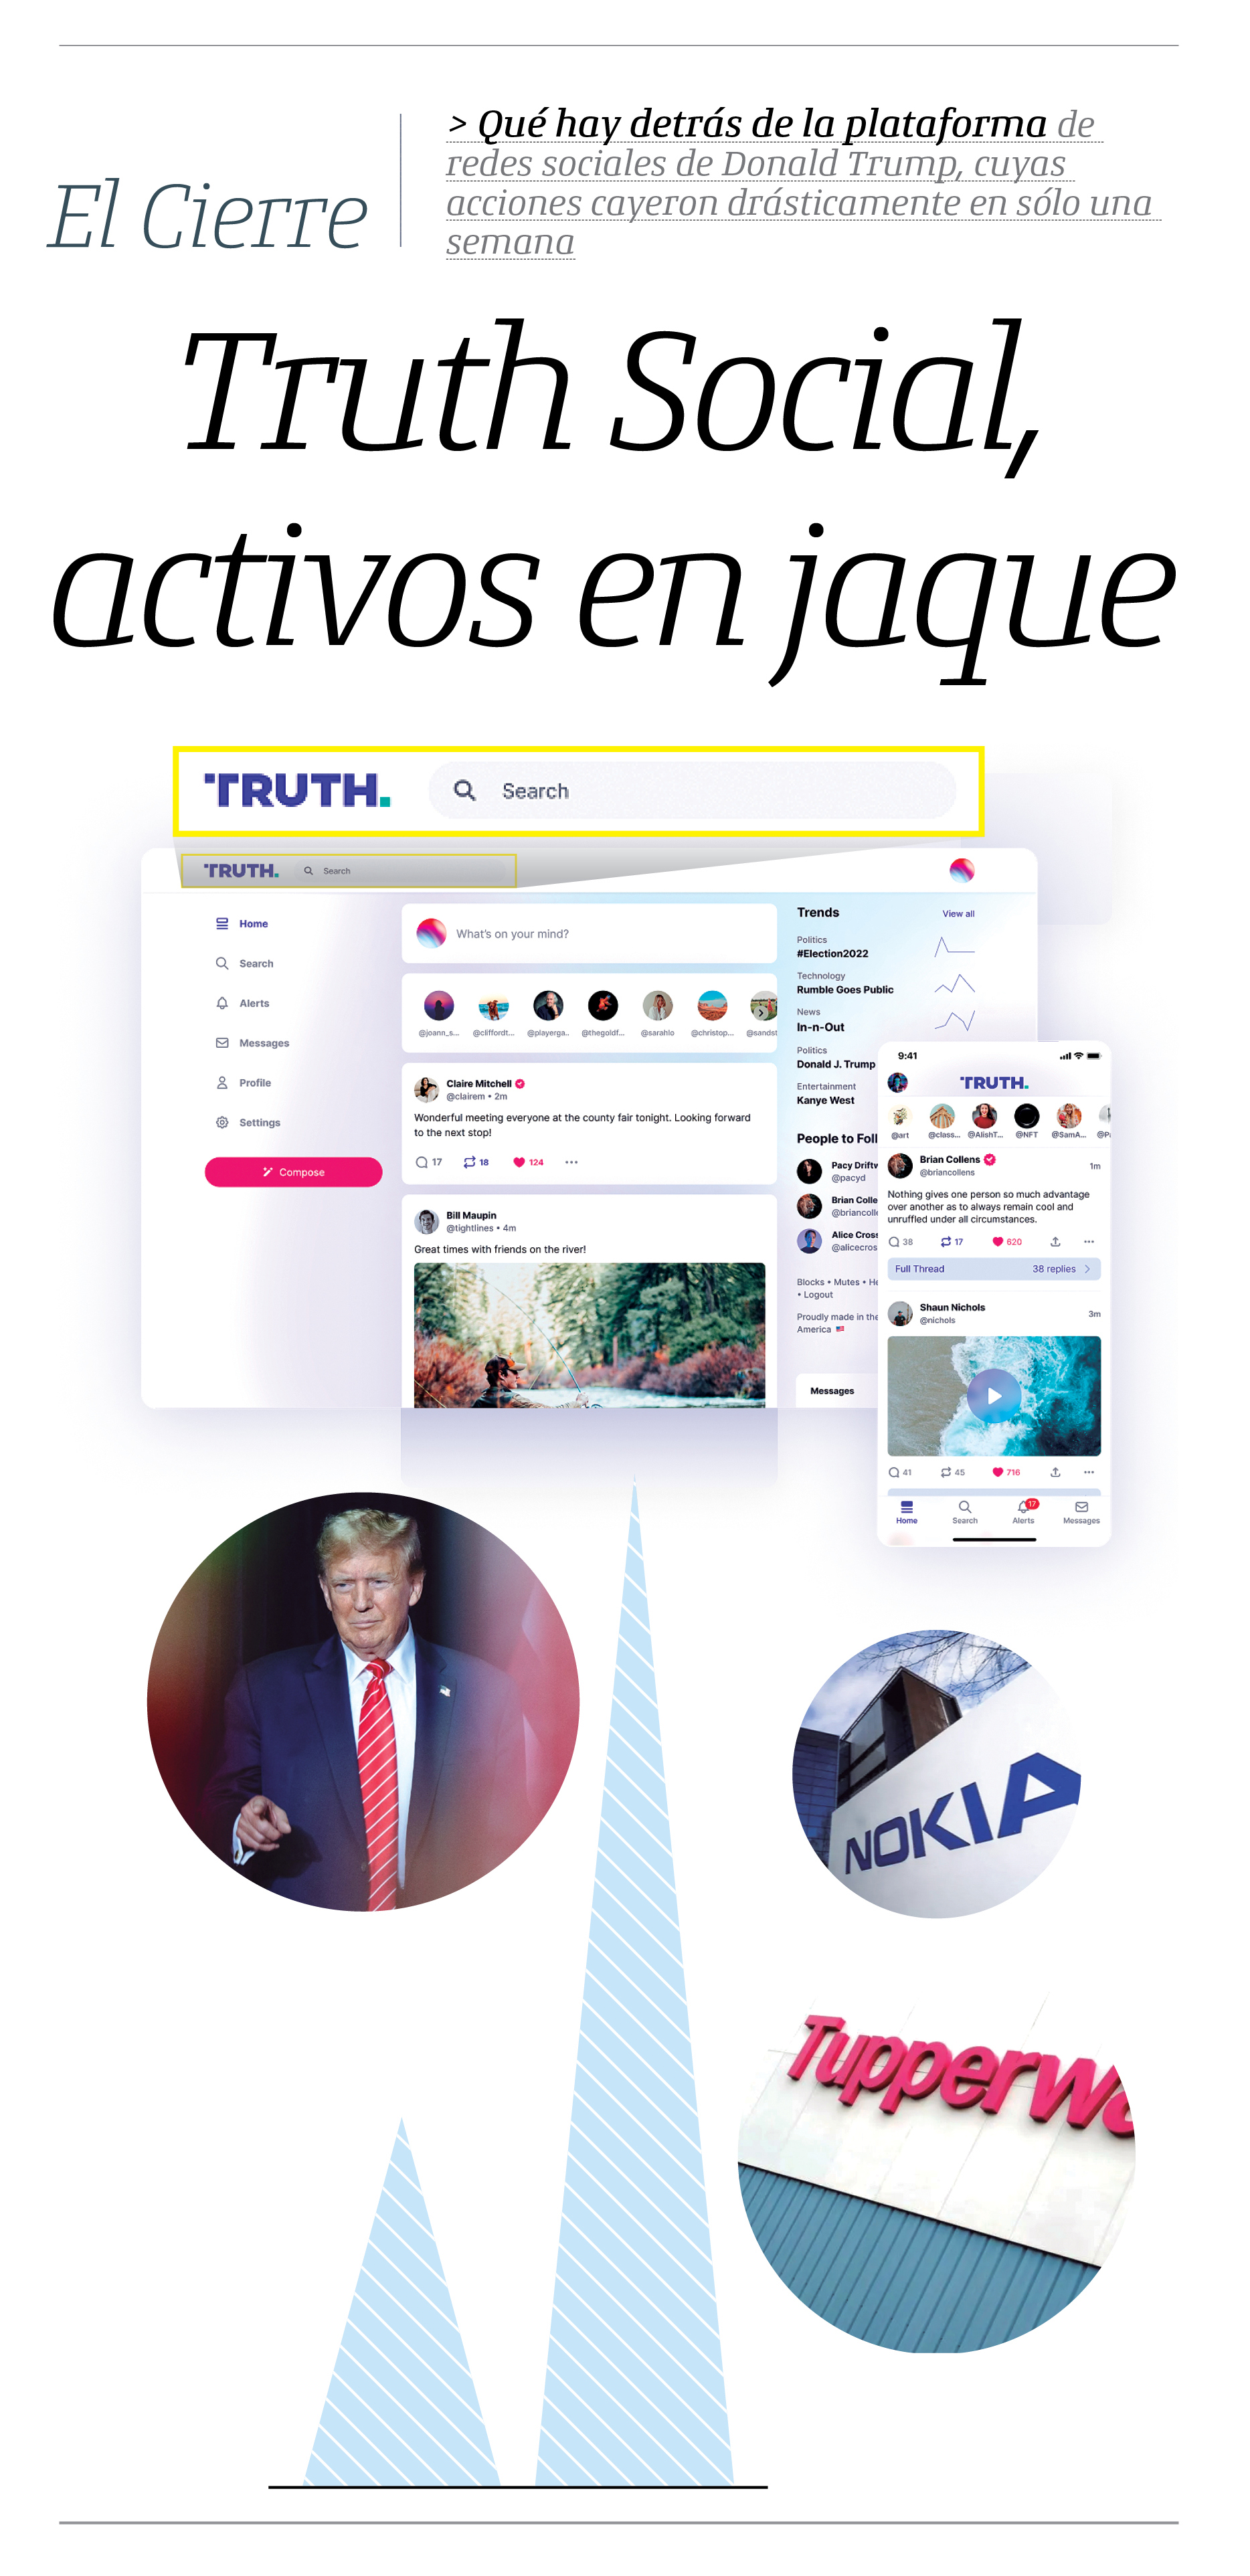 El Cierre
> Qué hay detrás de la plataforma de
redes sociales de Donald Trump, cuyas
acciones cayeron drásticamente en sólo una
semana
Truth Social,
activos en jaque
TRUTH.
Search
TRUTH.
Search
Home
Search
Alerts
Messages
Profile
Settings
Compose
What's on your mind?
@joann_s...
@cliffordt...
@playerga..
@thegoldf...
@sarahlo
@christop...
@sandst
Claire Mitchell
@clairem • 2m
Wonderful meeting everyone at the county fair tonight. Looking forward
to the next stop!
17
18
124
Bill Maupin
@tightlines • 4m
Great times with friends on the river!
Trends
View all
Politics
#Election2022
Technology
Rumble Goes Public
News
In-n-Out
Politics
Donald J. Trump
Entertainment
Kanye West
People to Foll
Pacy Driftw
@pacyd
Brian Colle
@briancolle
Alice Cross
@alicecros
Blocks • Mutes • He
• Logout
Proudly made in the
America
Messages
9:41
TRUTH.
@art
@class...
@AlishT...
@NFT
@SamA...
@Pa
Brian Collens
1m
@briancollens
Nothing gives one person so much advantage
over another as to always remain cool and
unruffled under all circumstances.
38
17
620
Full Thread
38 replies
Shaun Nichols
3m
@nichols
41
45
716
17
Home
Search
Alerts
Messages
NOKIA
Tupperwa